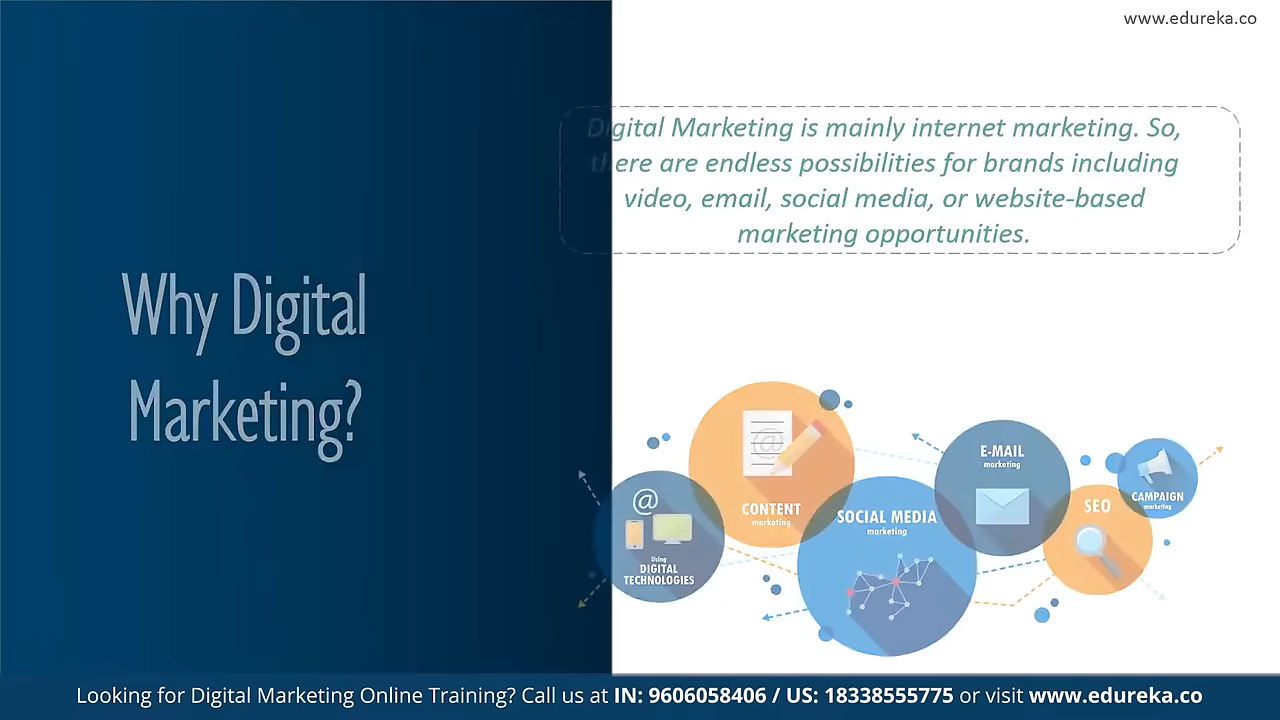 www.edureka.co
Digital Marketing is mainly internet marketing. So,
there are endless possibilities for brands including
video, email, social media, or website-based
marketing opportunities.
Why Digital
Marketing?
@
Using
DIGITAL
TECHNOLOGIES
@
CONTENT
marketing
SOCIAL MEDIA
marketing
E-MAIL
marketing
SEO
CAMPAIGN
marketing
Looking for Digital Marketing Online Training? Call us at IN: 9606058406 / US: 18338555775 or visit www.edureka.co